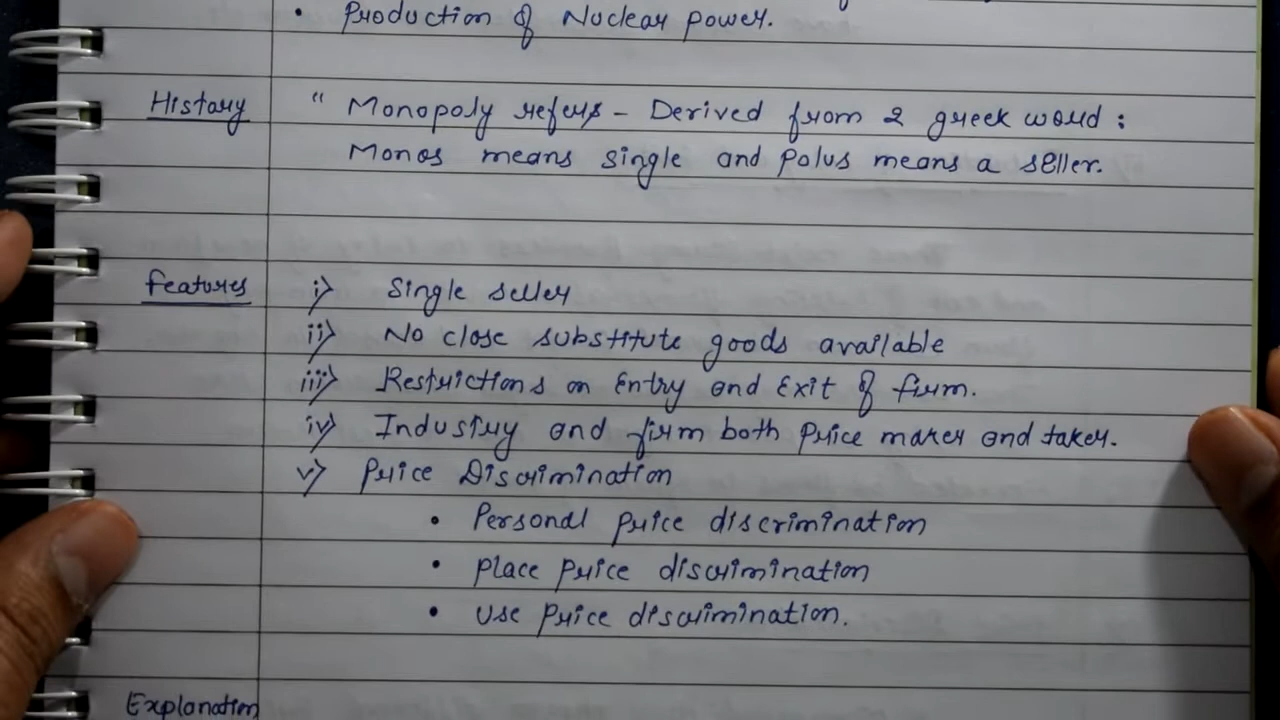 • Production of Nuclear power.
History " Monopoly refers – Derived from 2 greek word :
Monos means single and Polus means a seller.
Features i) Single seller
ii) No close substitute goods available
iii) Restrictions on Entry and Exit of firm.
iv) Industry and firm both Price maker and taker.
v) Price Discrimination
• Personal price discrimination
• Place price discrimination
• Use Price discrimination.
Explanation